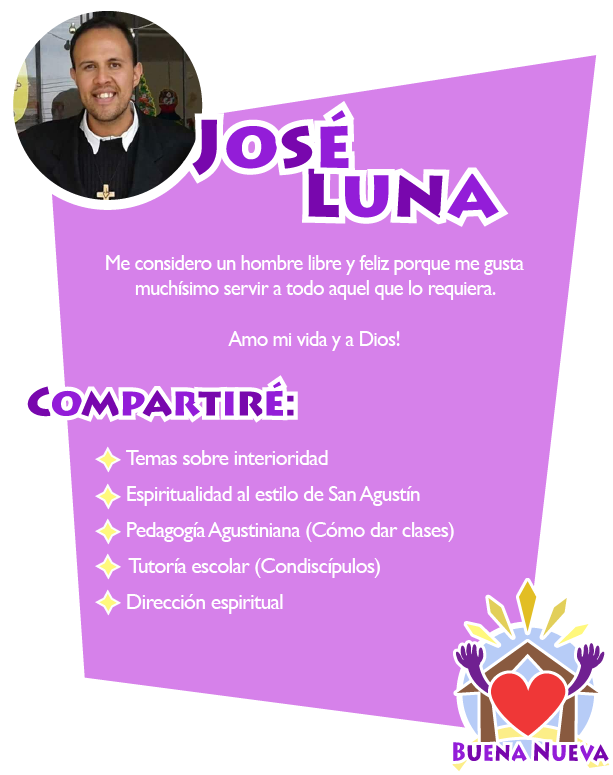 José
Luna
Me considero un hombre libre y feliz porque me gusta
muchísimo servir a todo aquel que lo requiera.
Amo mi vida y a Dios!
Compartiré:
Temas sobre interioridad
Espiritualidad al estilo de San Agustín
Pedagogía Agustiniana (Cómo dar clases)
Tutoría escolar (Condiscípulos)
Dirección espiritual
Buena Nueva